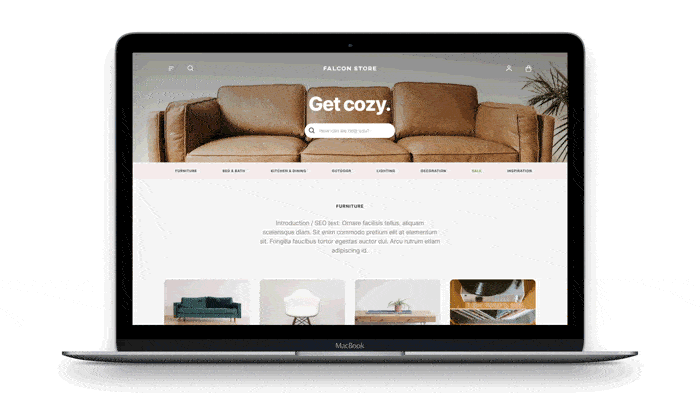 FALCON STORE
Get cozy.
How can we help you?
FURNITURE BED & BATH KITCHEN & DINING OUTDOOR LIGHTING DECORATION SALE INSPIRATION
FURNITURE
Introduction / SEO text: Ornare facilisis tellus, aliquam
scelerisque diam. Sit enim commodo pretium elit at elementum
sit. Fringilla faucibus tortor egestas auctor dui. Arcu rutrum etiam
adipiscing id.
MacBook